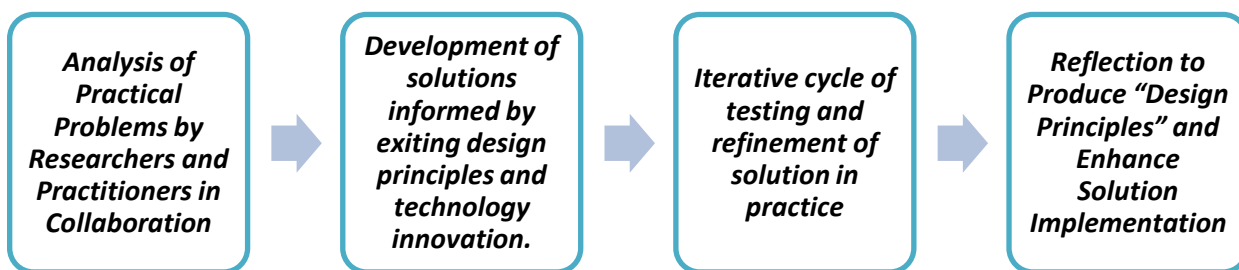 Analysis of
Practical
Problems by
Researchers and
Practitioners in
Collaboration
Development of
solutions
informed by
exiting design
principles and
technology
innovation.
Iterative cycle of
testing and
refinement of
solution in
practice
Reflection to
Produce “Design
Principles” and
Enhance
Solution
Implementation